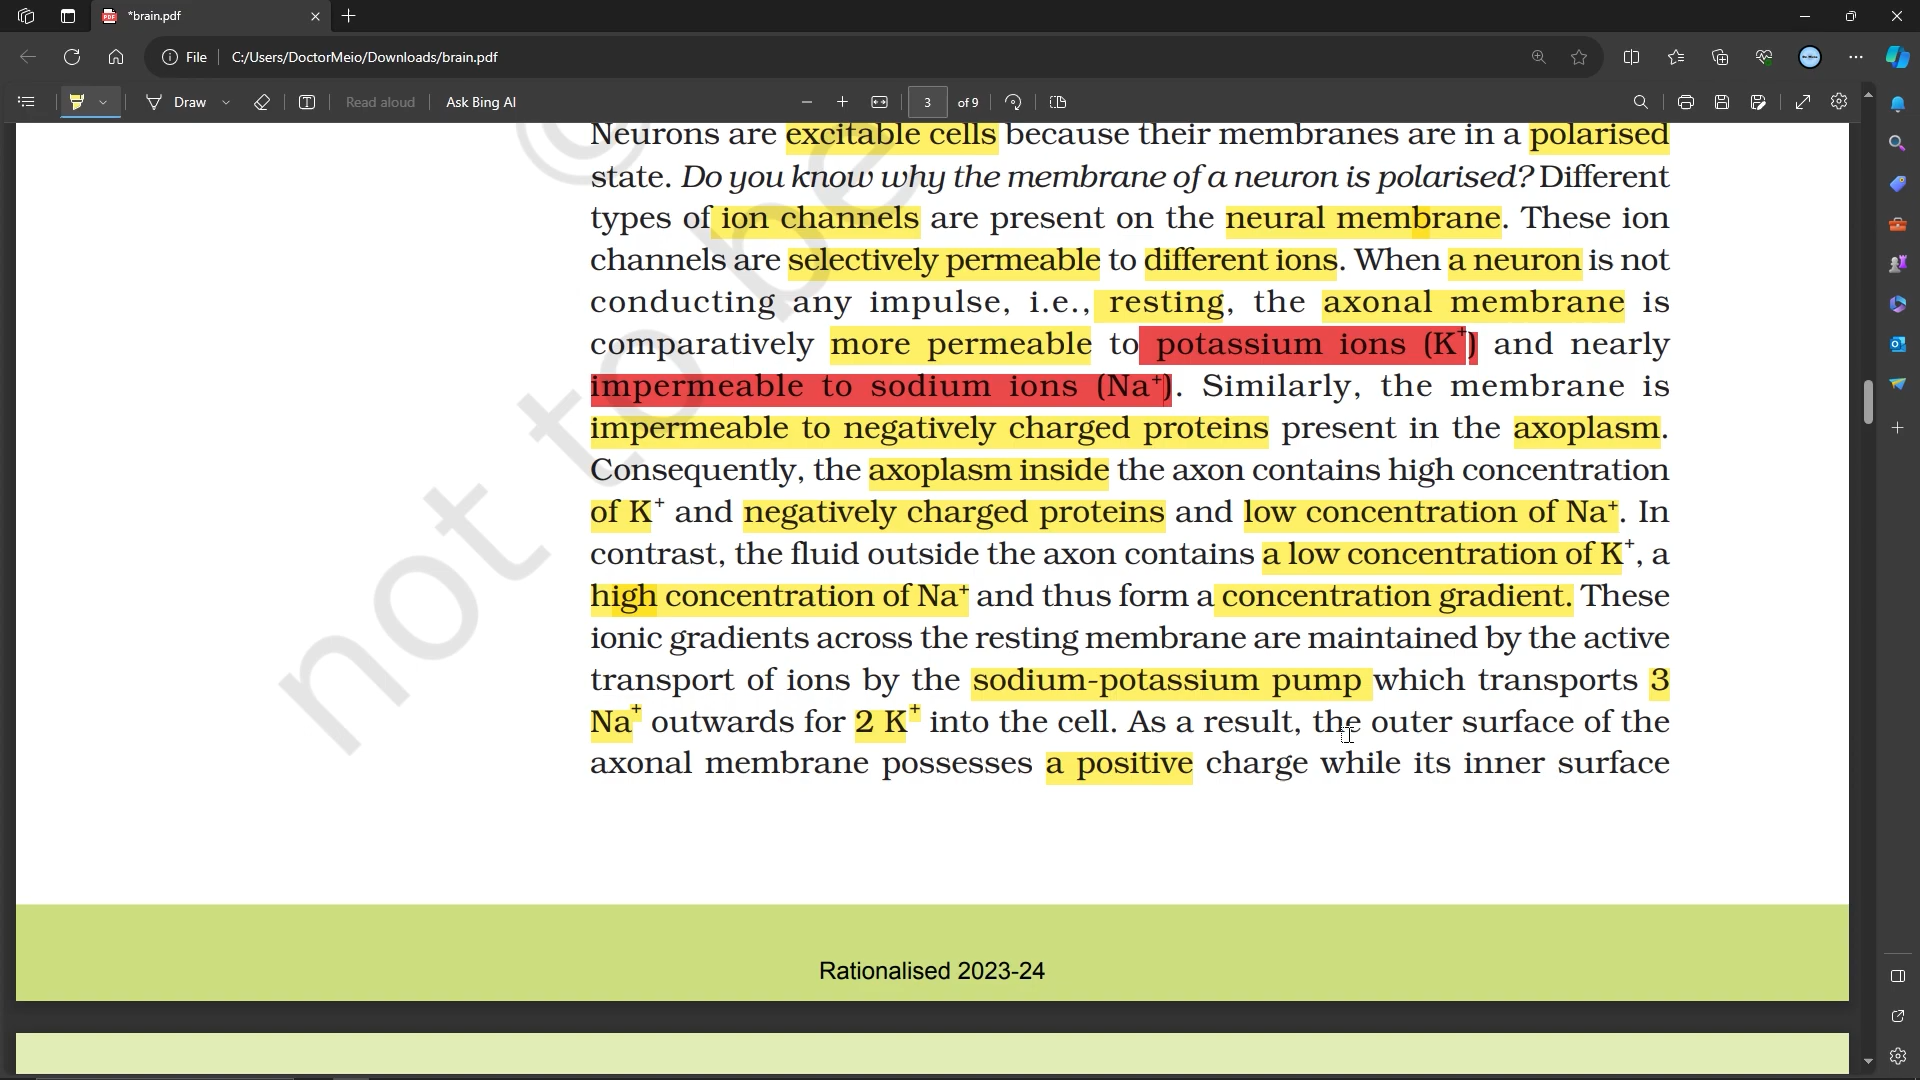 *brain.pdf
File
C:/Users/DoctorMeio/Downloads/brain.pdf
Draw
Read aloud
Ask Bing AI
3 of 9
Neurons are excitable cells because their membranes are in a polarised
state. Do you know why the membrane of a neuron is polarised? Different
types of ion channels are present on the neural membrane. These ion
channels are selectively permeable to different ions. When a neuron is not
conducting any impulse, i.e., resting, the axonal membrane is
comparatively more permeable to potassium ions (K⁺) and nearly
impermeable to sodium ions (Na⁺). Similarly, the membrane is
impermeable to negatively charged proteins present in the axoplasm.
Consequently, the axoplasm inside the axon contains high concentration
of K⁺ and negatively charged proteins and low concentration of Na⁺. In
contrast, the fluid outside the axon contains a low concentration of K⁺, a
high concentration of Na⁺ and thus form a concentration gradient. These
ionic gradients across the resting membrane are maintained by the active
transport of ions by the sodium-potassium pump which transports 3
Na⁺ outwards for 2 K⁺ into the cell. As a result, the outer surface of the
axonal membrane possesses a positive charge while its inner surface
© not to be
Rationalised 2023-24